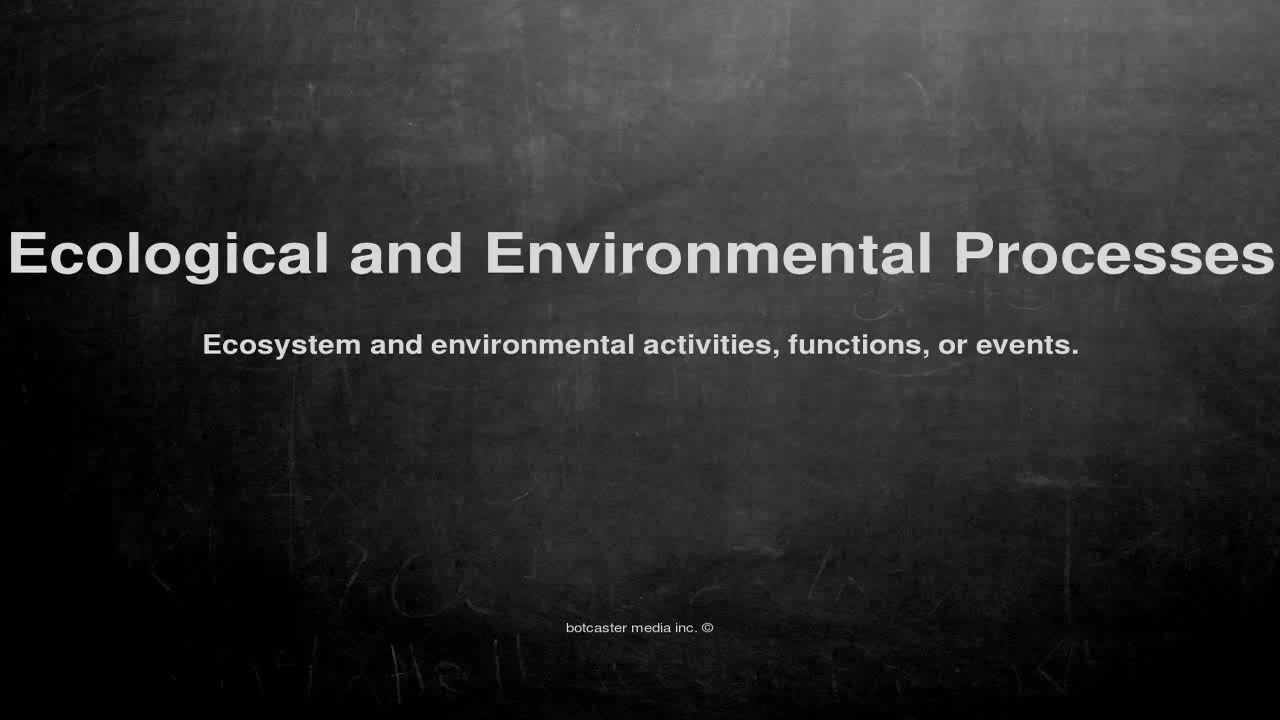 Ecological and Environmental Processes
Ecosystem and environmental activities, functions, or events.
botcaster media inc. ©